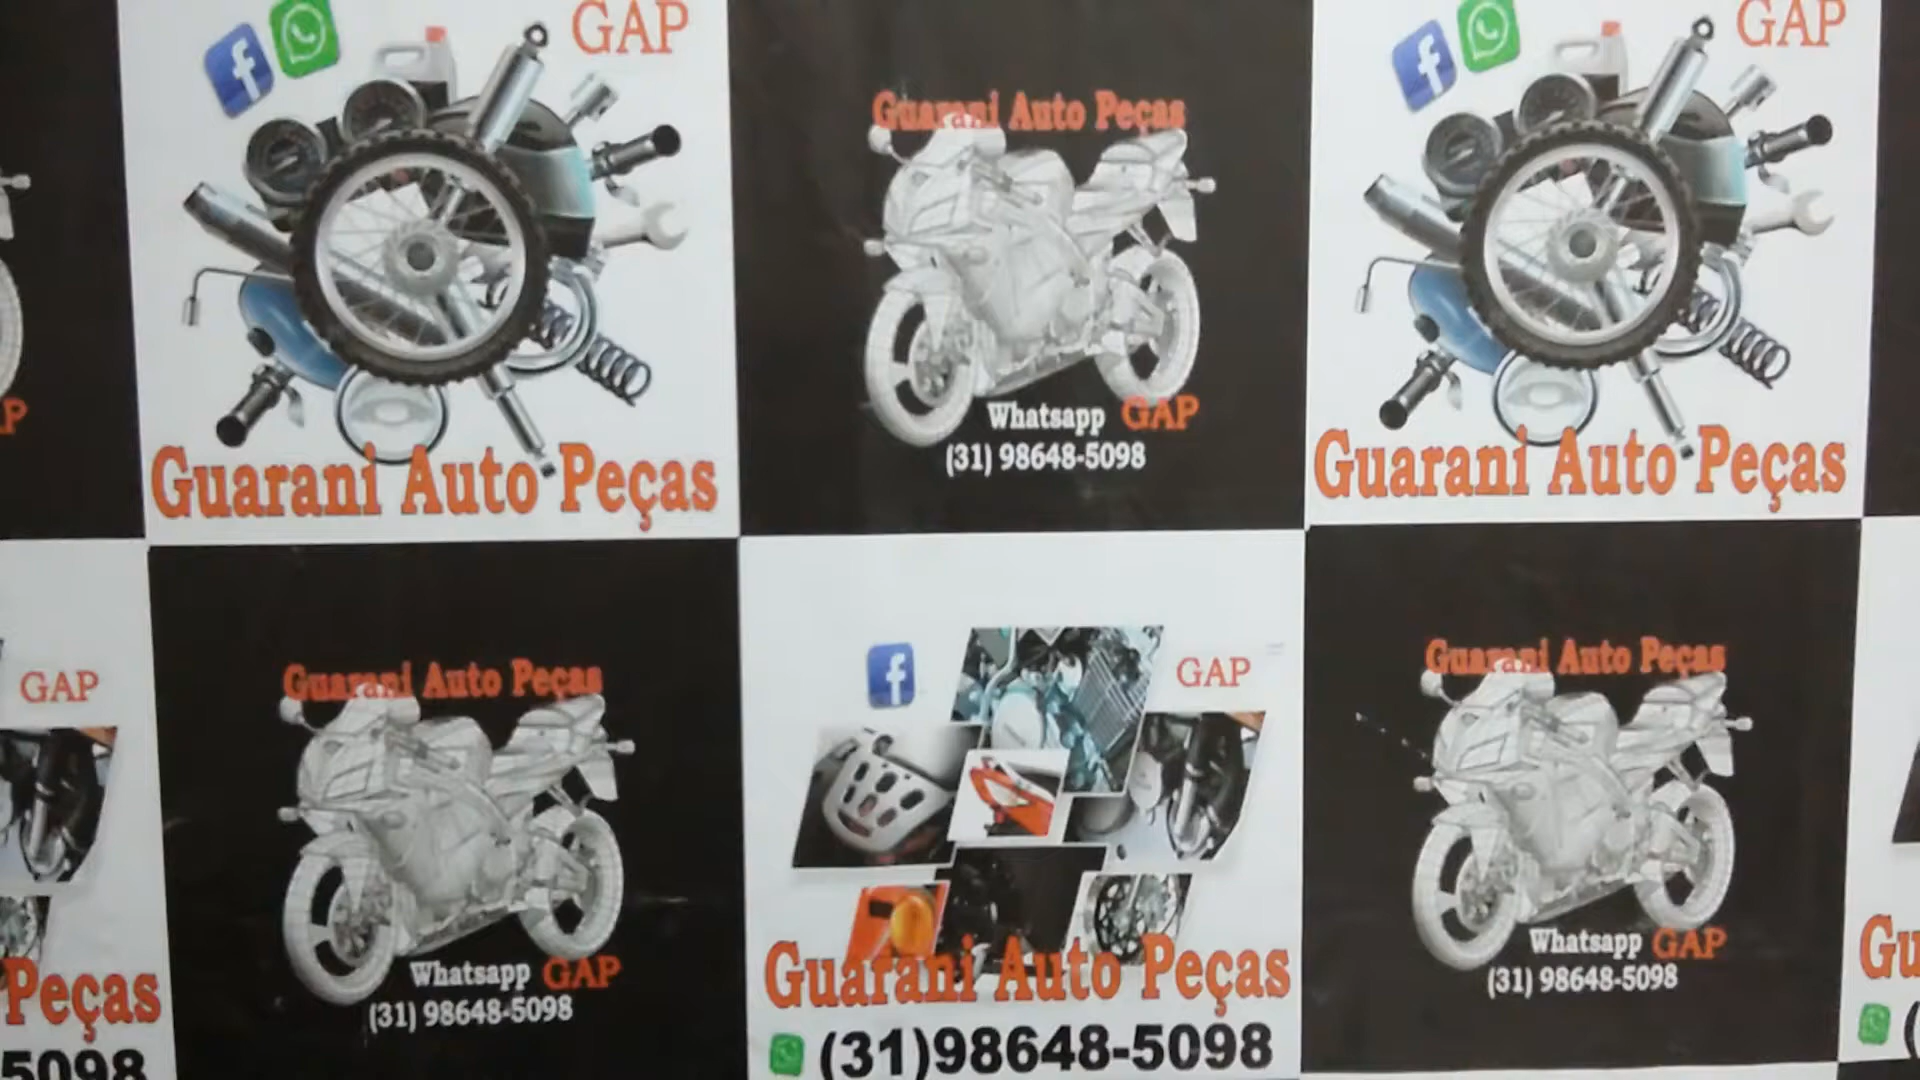 GAP
Guarani Auto Peças
Guarani Auto Peças
Whatsapp GAP
(31) 98648-5098
GAP
Guarani Auto Peças
GAP
Peças
5098
Guarani Auto Peças
Whatsapp GAP
(31) 98648-5098
GAP
Guarani Auto Peças
(31)98648-5098
Guarani Auto Peças
Whatsapp GAP
(31) 98648-5098
Gu
(